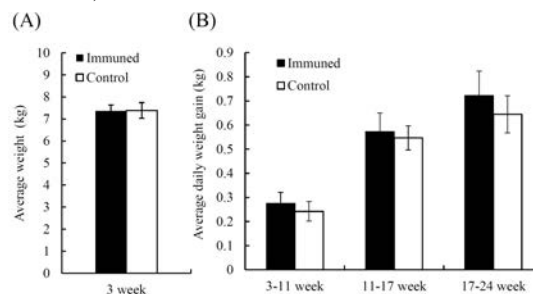 (A)
Average weight (kg)
10
9
8
7
6
5
4
3
2
1
0
Immuned
Control
3 week
(B)
Average daily weight gain (kg)
0.9
0.8
0.7
0.6
0.5
0.4
0.3
0.2
0.1
0
Immuned
Control
3-11 week
11-17 week
17-24 week